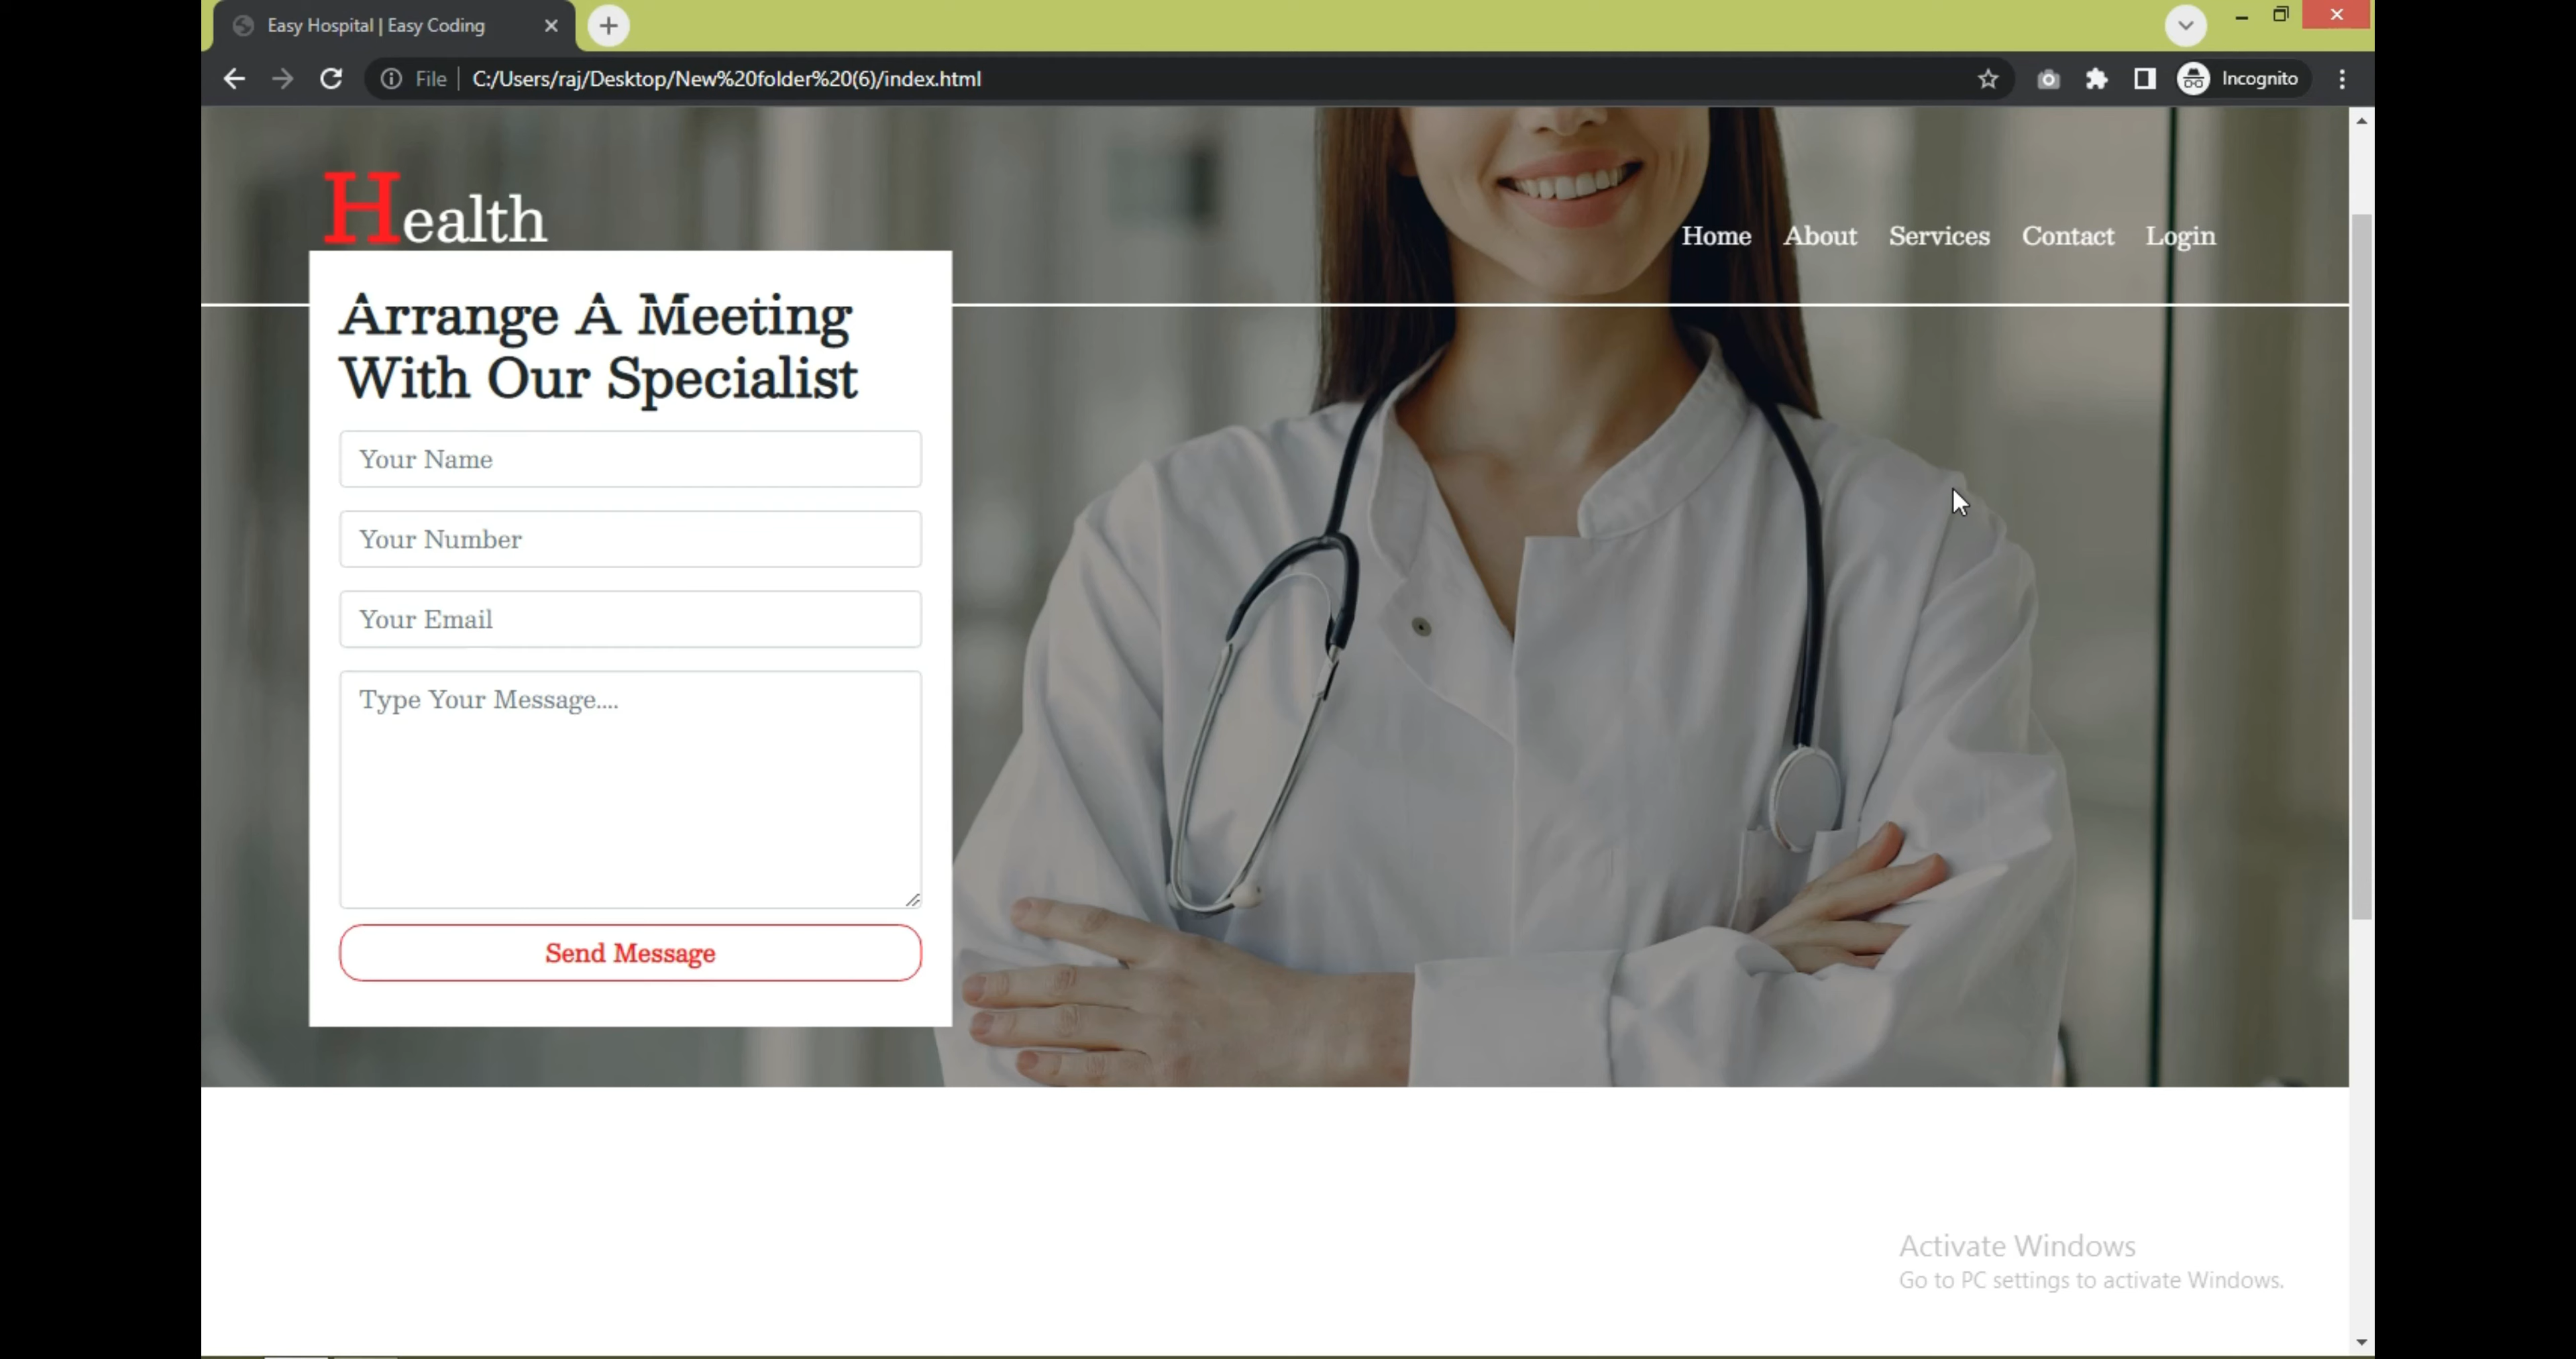 Easy Hospital | Easy Coding
File
C:/Users/raj/Desktop/New%20folder%20(6)/index.html
Incognito
Health
Home About Services Contact Login
Arrange A Meeting
With Our Specialist
Your Name
Your Number
Your Email
Type Your Message....
Send Message
Activate Windows
Go to PC settings to activate Windows.